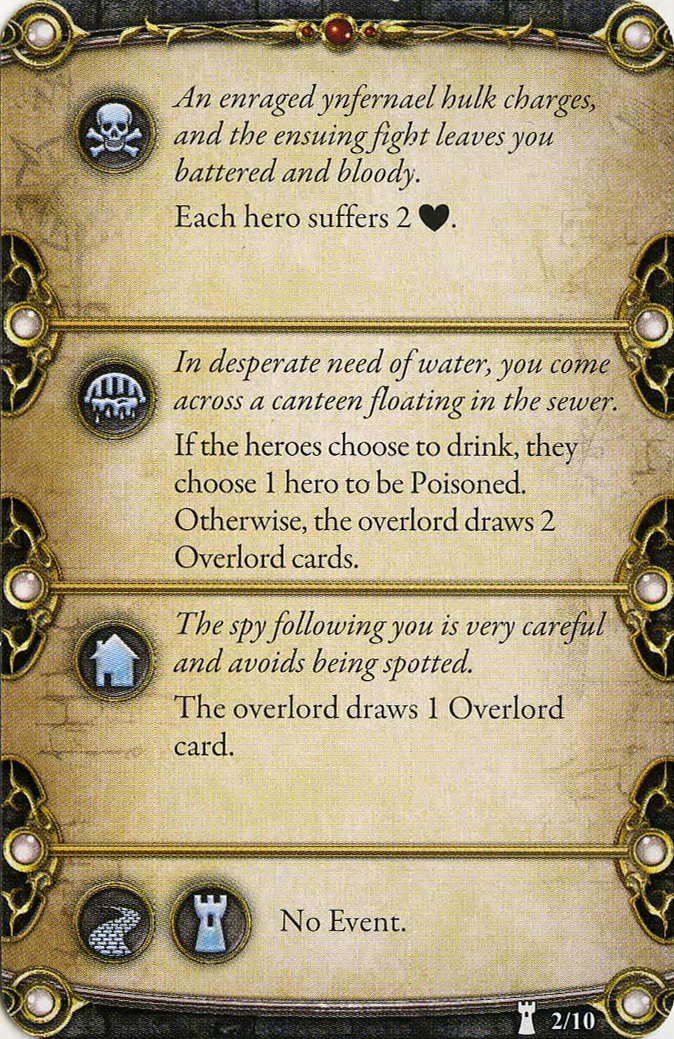 An enraged ynfernael hulk charges,
and the ensuing fight leaves you
battered and bloody.
Each hero suffers 2 ♥.
In desperate need of water, you come
across a canteen floating in the sewer.
If the heroes choose to drink, they
choose 1 hero to be Poisoned.
Otherwise, the overlord draws 2
Overlord cards.
The spy following you is very careful
and avoids being spotted.
The overlord draws 1 Overlord
card.
No Event.
2/10